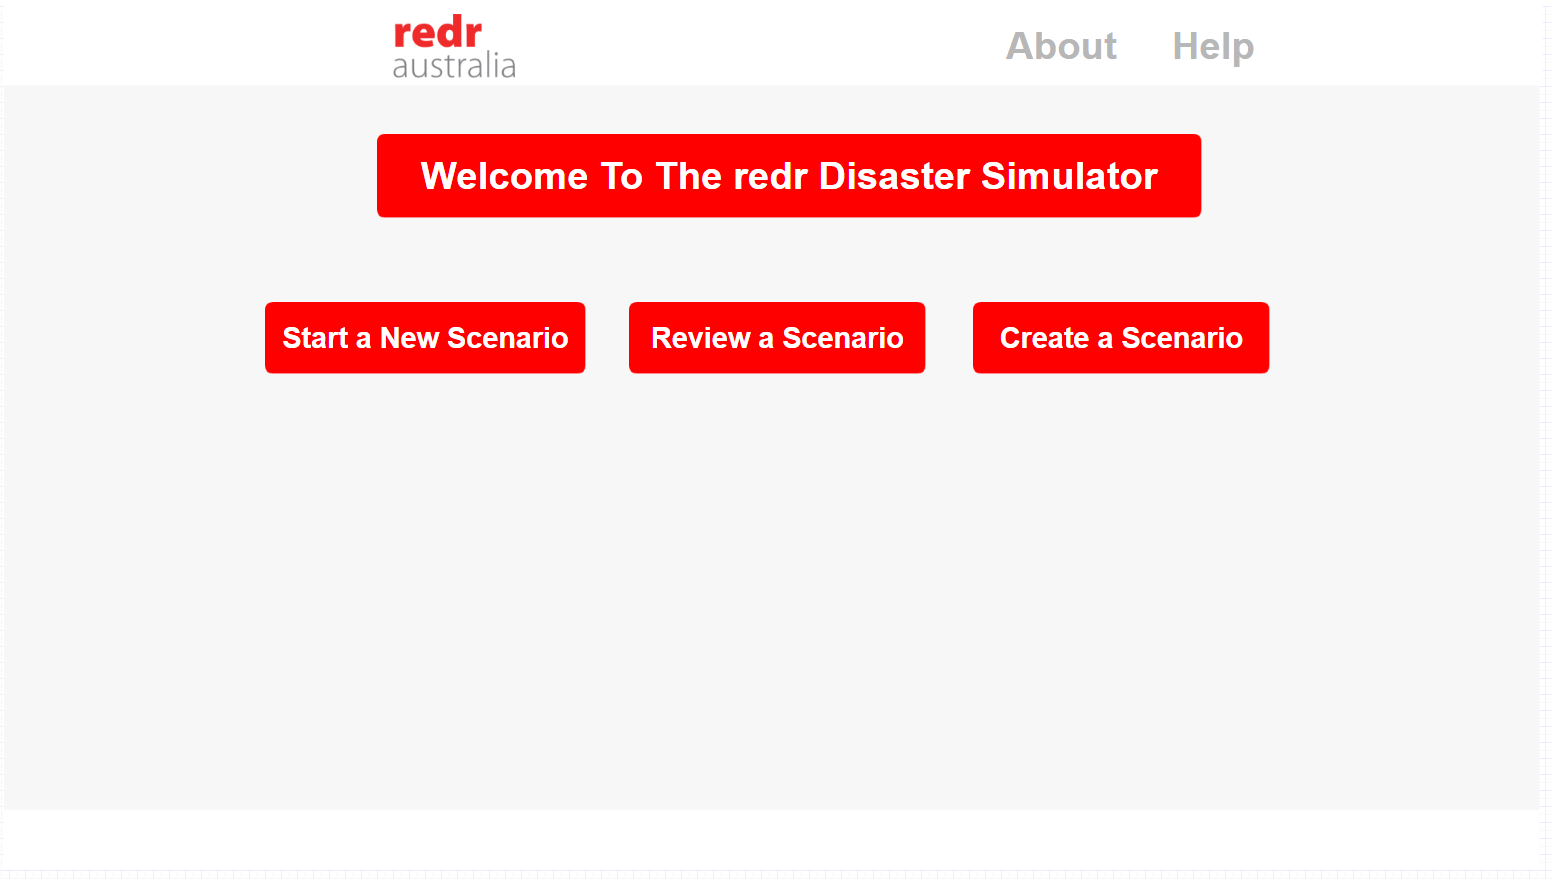 redr
australia
About Help
Welcome To The redr Disaster Simulator
Start a New Scenario Review a Scenario Create a Scenario